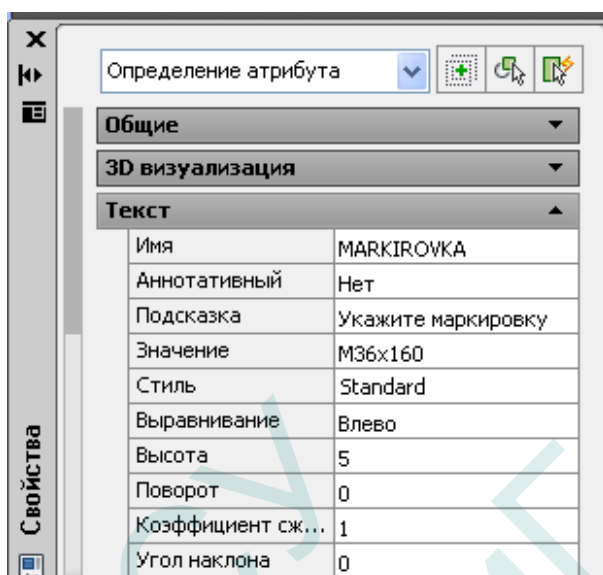 Определение атрибута
Общие
3D визуализация
Текст
Имя MARKIROVKA
Аннотативный Нет
Подсказка Укажите маркировку
Значение М36х160
Стиль Standard
Выравнивание Влево
Высота 5
Поворот 0
Коэффициент сж... 1
Угол наклона 0
Свойства